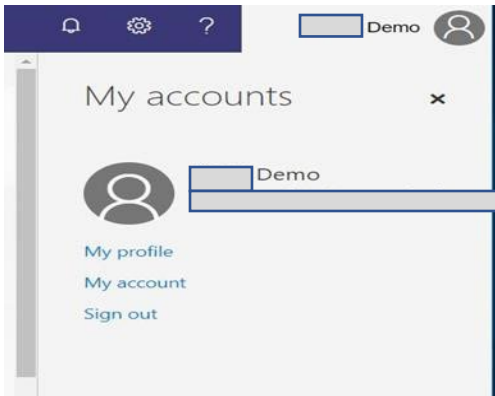 ? Demo
My accounts ×
Demo
My profile
My account
Sign out